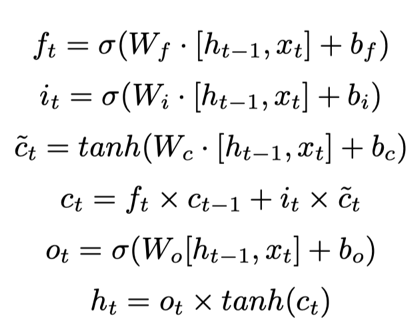 f_t = σ(W_f · [h_{t−1}, x_t] + b_f)
i_t = σ(W_i · [h_{t−1}, x_t] + b_i)
c̃_t = tanh(W_c · [h_{t−1}, x_t] + b_c)
c_t = f_t × c_{t−1} + i_t × c̃_t
o_t = σ(W_o[h_{t−1}, x_t] + b_o)
h_t = o_t × tanh(c_t)